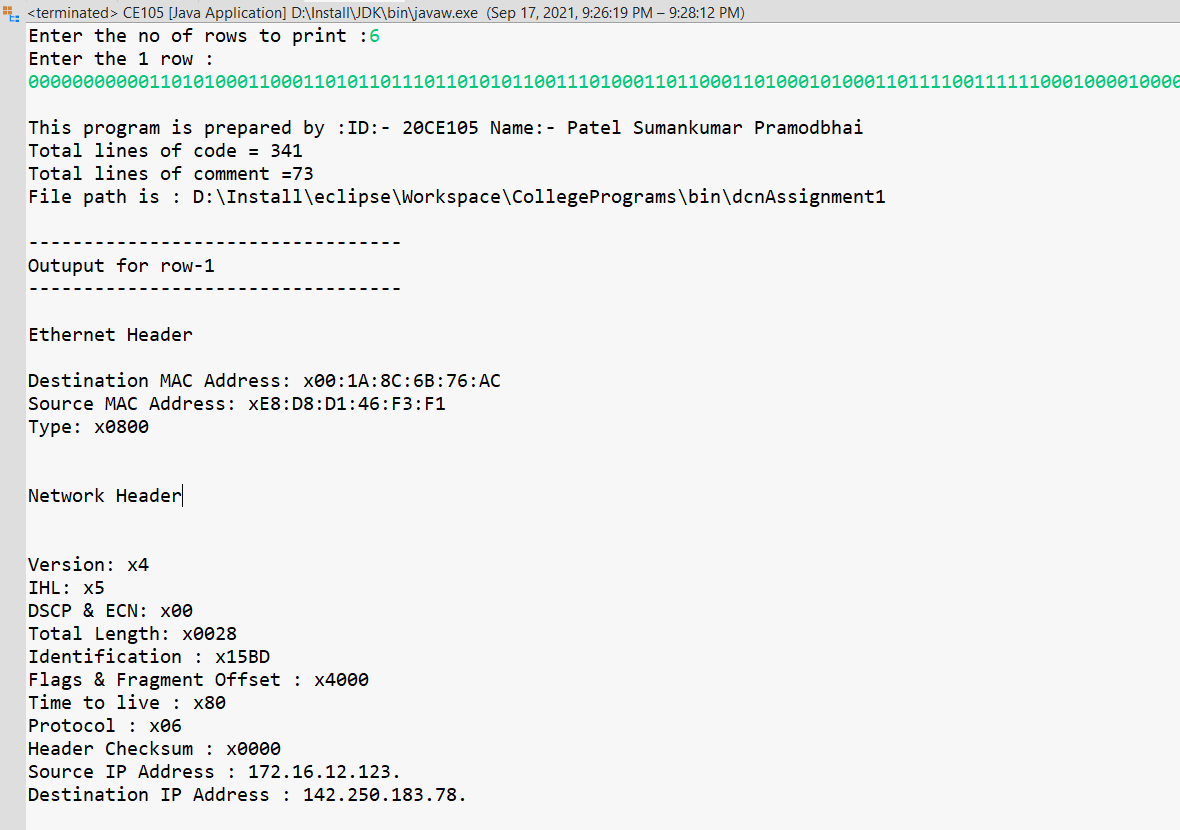 <terminated> CE105 [Java Application] D:\Install\JDK\bin\javaw.exe (Sep 17, 2021, 9:26:19 PM – 9:28:12 PM)
Enter the no of rows to print :6
Enter the 1 row :
This program is prepared by :ID:- 20CE105 Name:- Patel Sumankumar Pramodbhai
Total lines of code = 341
Total lines of comment =73
File path is : D:\Install\eclipse\Workspace\CollegePrograms\bin\dcnAssignment1
----------------------------------
Outuput for row-1
----------------------------------
Ethernet Header
Destination MAC Address: x00:1A:8C:6B:76:AC
Source MAC Address: xE8:D8:D1:46:F3:F1
Type: x0800
Network Header
Version: x4
IHL: x5
DSCP & ECN: x00
Total Length: x0028
Identification : x15BD
Flags & Fragment Offset : x4000
Time to live : x80
Protocol : x06
Header Checksum : x0000
Source IP Address : 172.16.12.123.
Destination IP Address : 142.250.183.78.